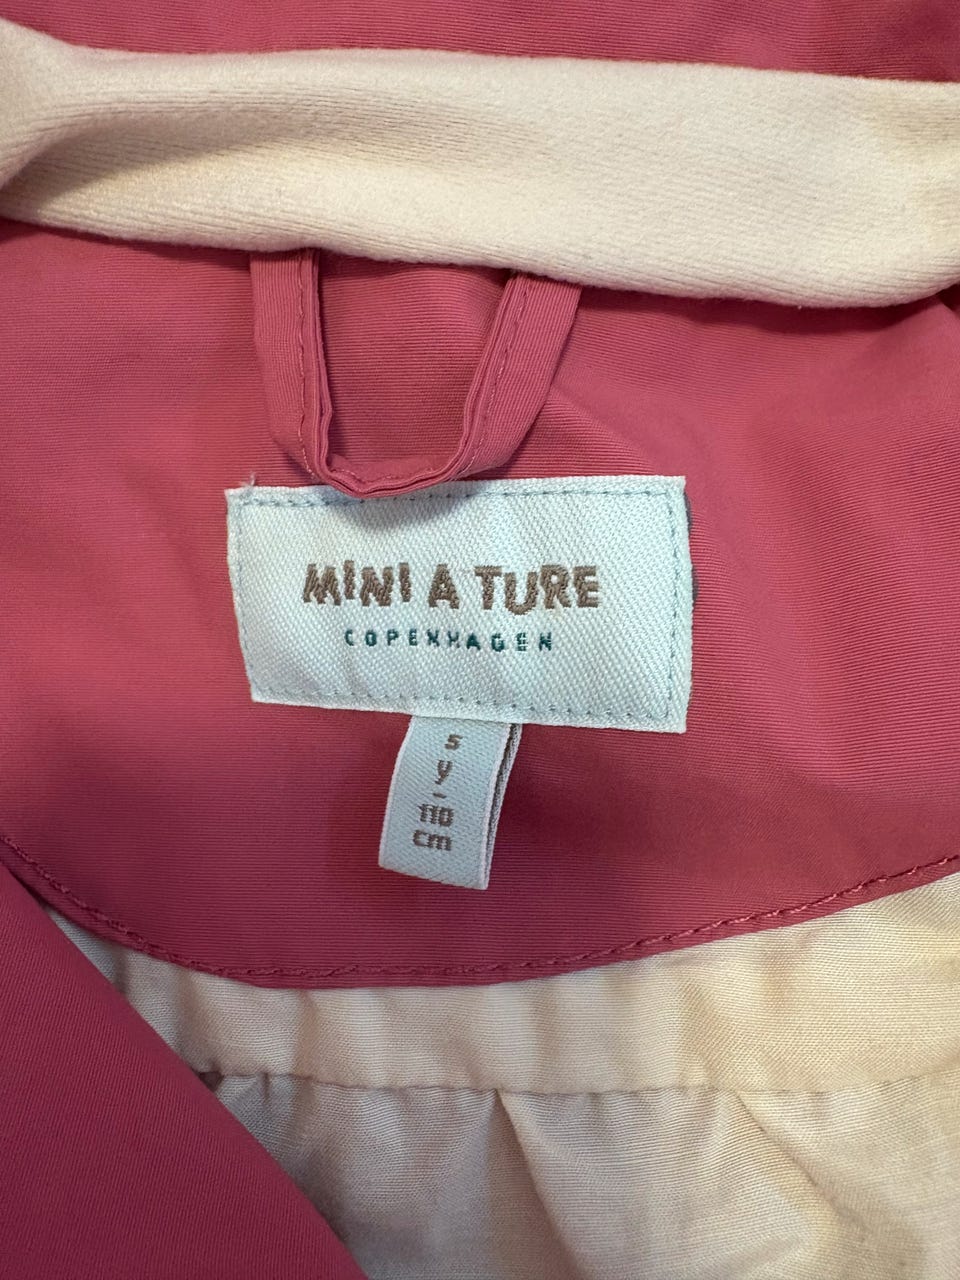 MINI A TURE
COPENHAGEN
5
y
-
110
cm